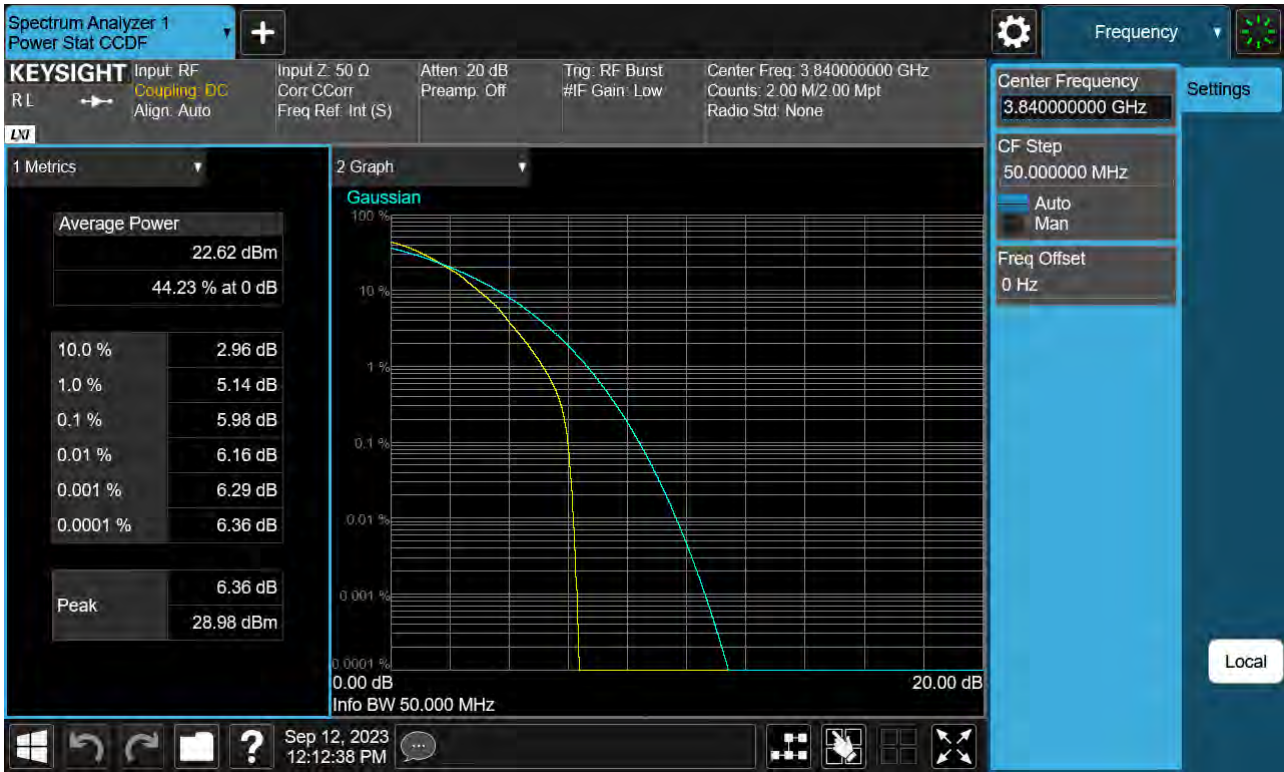 Spectrum Analyzer 1
Power Stat CCDF
+
Frequency
KEYSIGHT
RL
LXI
Input: RF
Coupling: DC
Align: Auto
Input Z: 50 Ω
Corr CCorr
Freq Ref: Int (S)
Atten: 20 dB
Preamp: Off
Trig: RF Burst
#IF Gain: Low
Center Freq: 3.840000000 GHz
Counts: 2.00 M/2.00 Mpt
Radio Std: None
Center Frequency
3.840000000 GHz
Settings
CF Step
50.000000 MHz
Auto
Man
Freq Offset
0 Hz
1 Metrics
Average Power
22.62 dBm
44.23 % at 0 dB
10.0 % 2.96 dB
1.0 % 5.14 dB
0.1 % 5.98 dB
0.01 % 6.16 dB
0.001 % 6.29 dB
0.0001 % 6.36 dB
Peak
6.36 dB
28.98 dBm
2 Graph
Gaussian
100 %
10 %
1 %
0.1 %
0.01 %
0.001 %
0.0001 %
0.00 dB
20.00 dB
Info BW 50.000 MHz
Local
?
Sep 12, 2023
12:12:38 PM